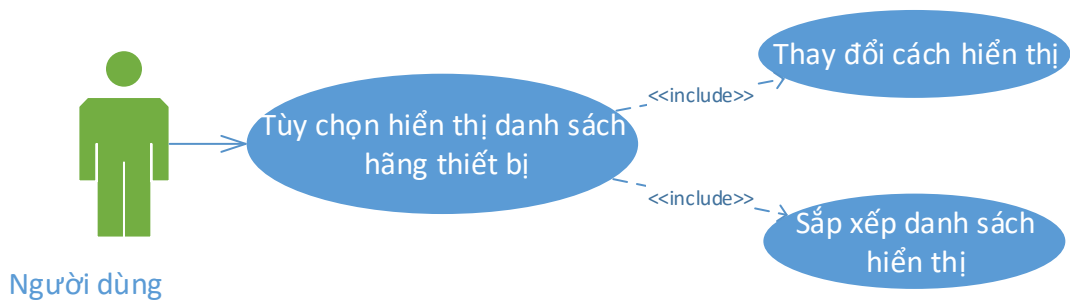 Thay đổi cách hiển thị
<<include>>
Tùy chọn hiển thị danh sách
hãng thiết bị
<<include>>
Sắp xếp danh sách
hiển thị
Người dùng